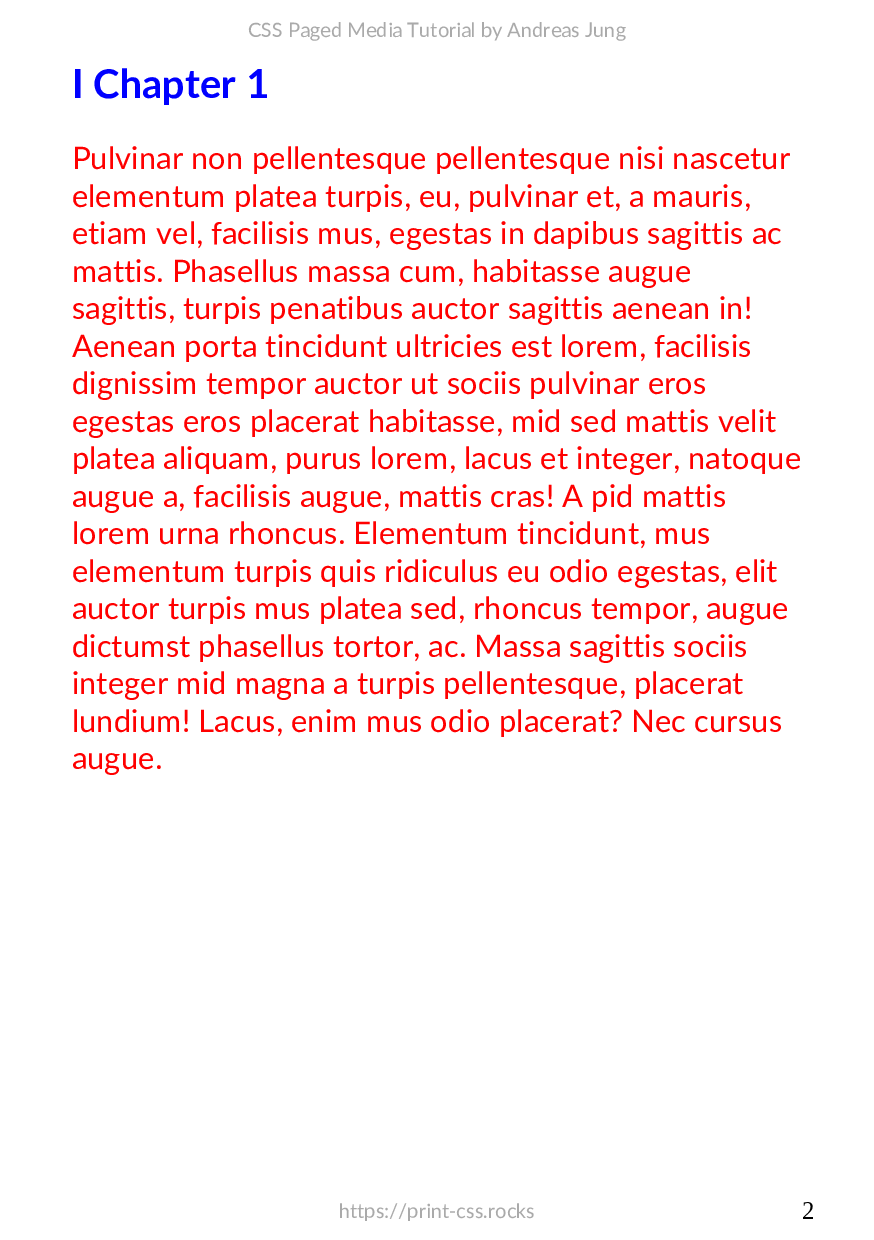 CSS Paged Media Tutorial by Andreas Jung
I Chapter 1
Pulvinar non pellentesque pellentesque nisi nascetur
elementum platea turpis, eu, pulvinar et, a mauris,
etiam vel, facilisis mus, egestas in dapibus sagittis ac
mattis. Phasellus massa cum, habitasse augue
sagittis, turpis penatibus auctor sagittis aenean in!
Aenean porta tincidunt ultricies est lorem, facilisis
dignissim tempor auctor ut sociis pulvinar eros
egestas eros placerat habitasse, mid sed mattis velit
platea aliquam, purus lorem, lacus et integer, natoque
augue a, facilisis augue, mattis cras! A pid mattis
lorem urna rhoncus. Elementum tincidunt, mus
elementum turpis quis ridiculus eu odio egestas, elit
auctor turpis mus platea sed, rhoncus tempor, augue
dictumst phasellus tortor, ac. Massa sagittis sociis
integer mid magna a turpis pellentesque, placerat
lundium! Lacus, enim mus odio placerat? Nec cursus
augue.
https://print-css.rocks
2